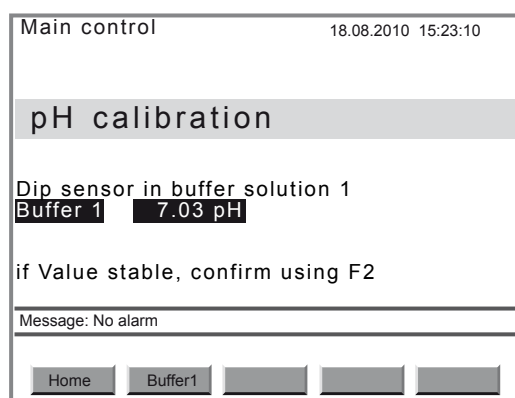 Main control 18.08.2010 15:23:10
pH calibration
Dip sensor in buffer solution 1
Buffer 1 7.03 pH
if Value stable, confirm using F2
Message: No alarm
Home Buffer1